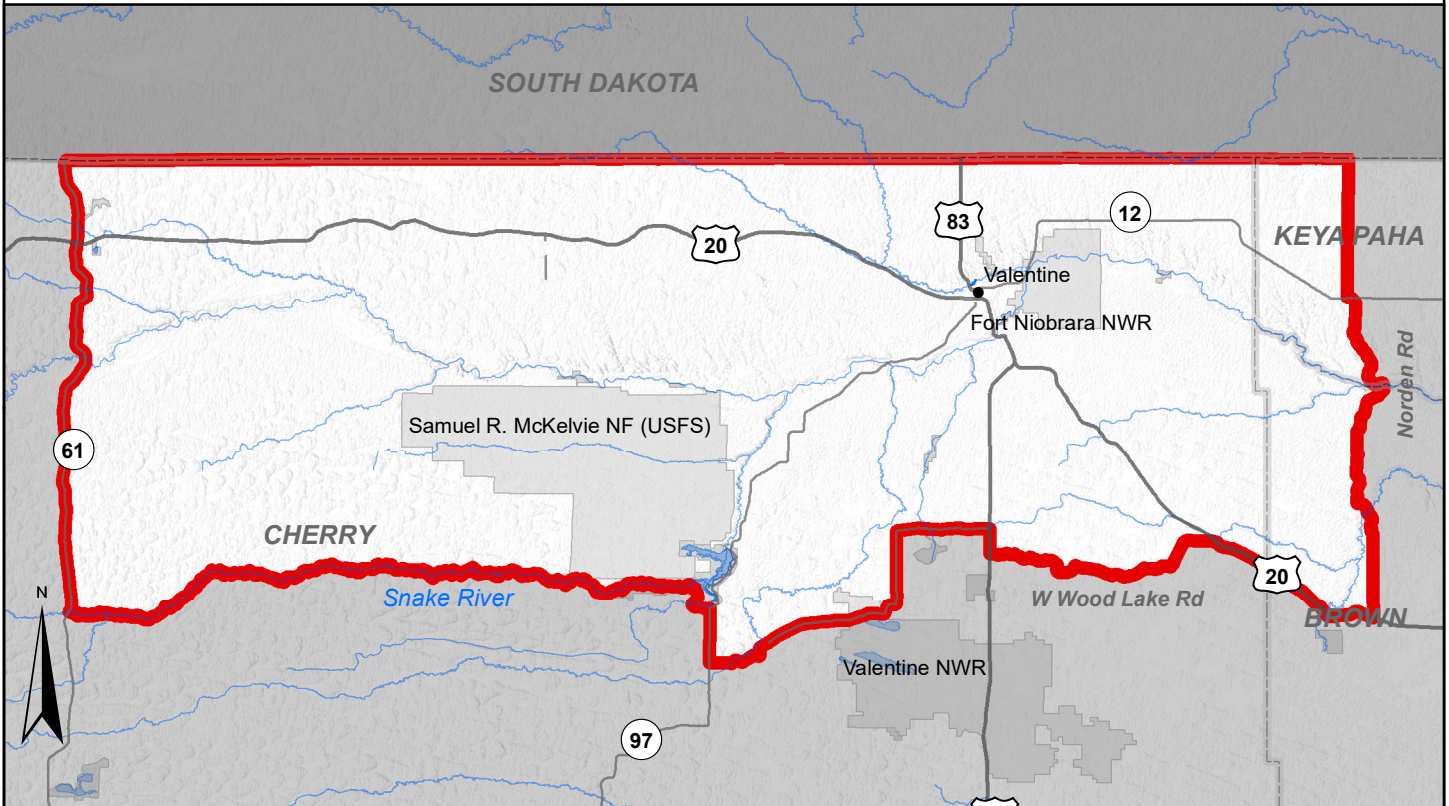 SOUTH DAKOTA
83
12
20
KEYA PAHA
Valentine
Fort Niobrara NWR
Norden Rd
Samuel R. McKelvie NF (USFS)
61
CHERRY
20
N
Snake River
W Wood Lake Rd
BROWN
Valentine NWR
97